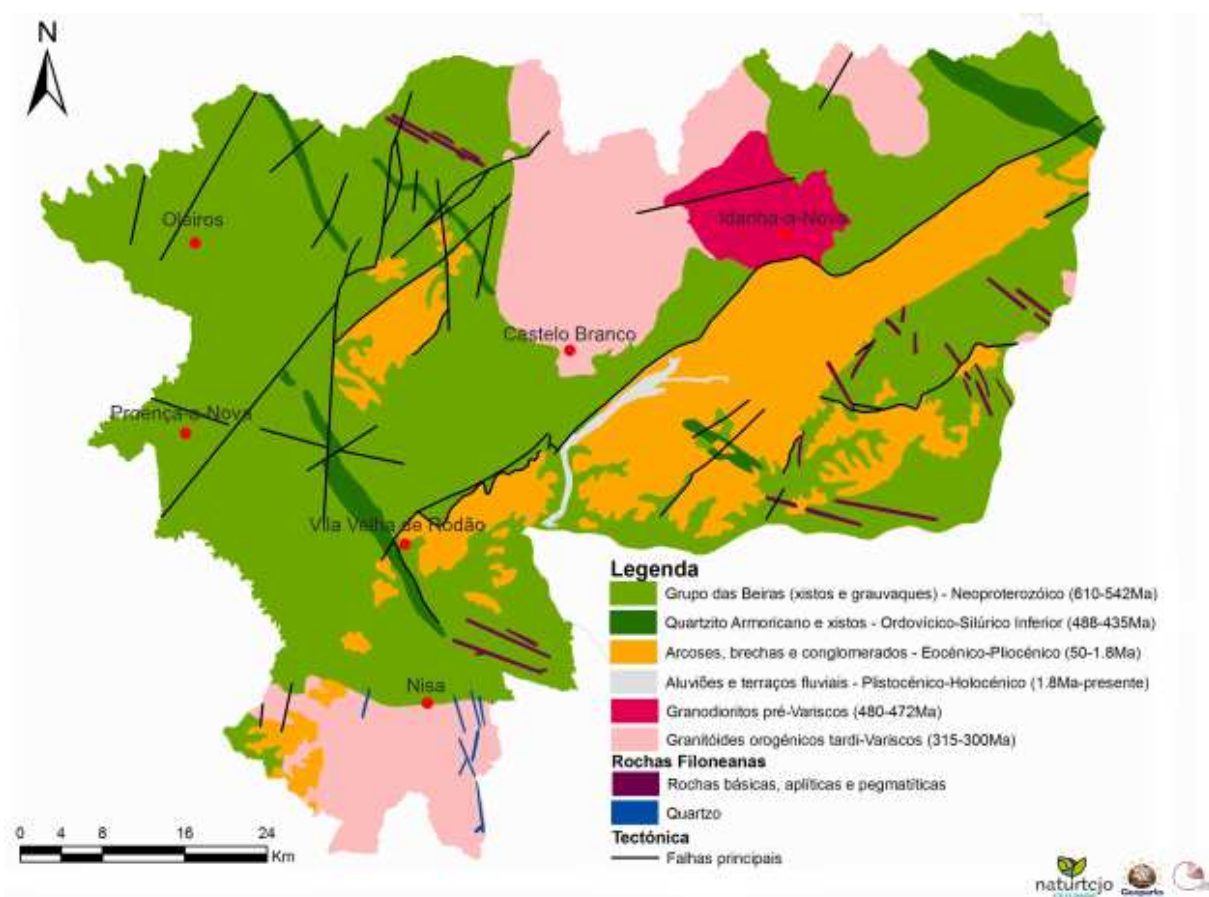 N
Oleiros
Idanha-a-Nova
Castelo Branco
Proença-a-Nova
Vila Velha de Rodão
Nisa
Legenda
Grupo das Beiras (xistos e grauvaques) - Neoproterozóico (610-542Ma)
Quartzito Armoricano e xistos - Ordovícico-Silúrico Inferior (488-435Ma)
Arcoses, brechas e conglomerados - Eocénico-Pliocénico (50-1.8Ma)
Aluviões e terraços fluviais - Plistocénico-Holocénico (1.8Ma-presente)
Granodioritos pré-Variscos (480-472Ma)
Granitóides orogénicos tardi-Variscos (315-300Ma)
Rochas Filoneanas
Rochas básicas, aplíticas e pegmatíticas
Quartzo
Tectónica
Falhas principais
0 4 8 16 24
Km
naturtejo